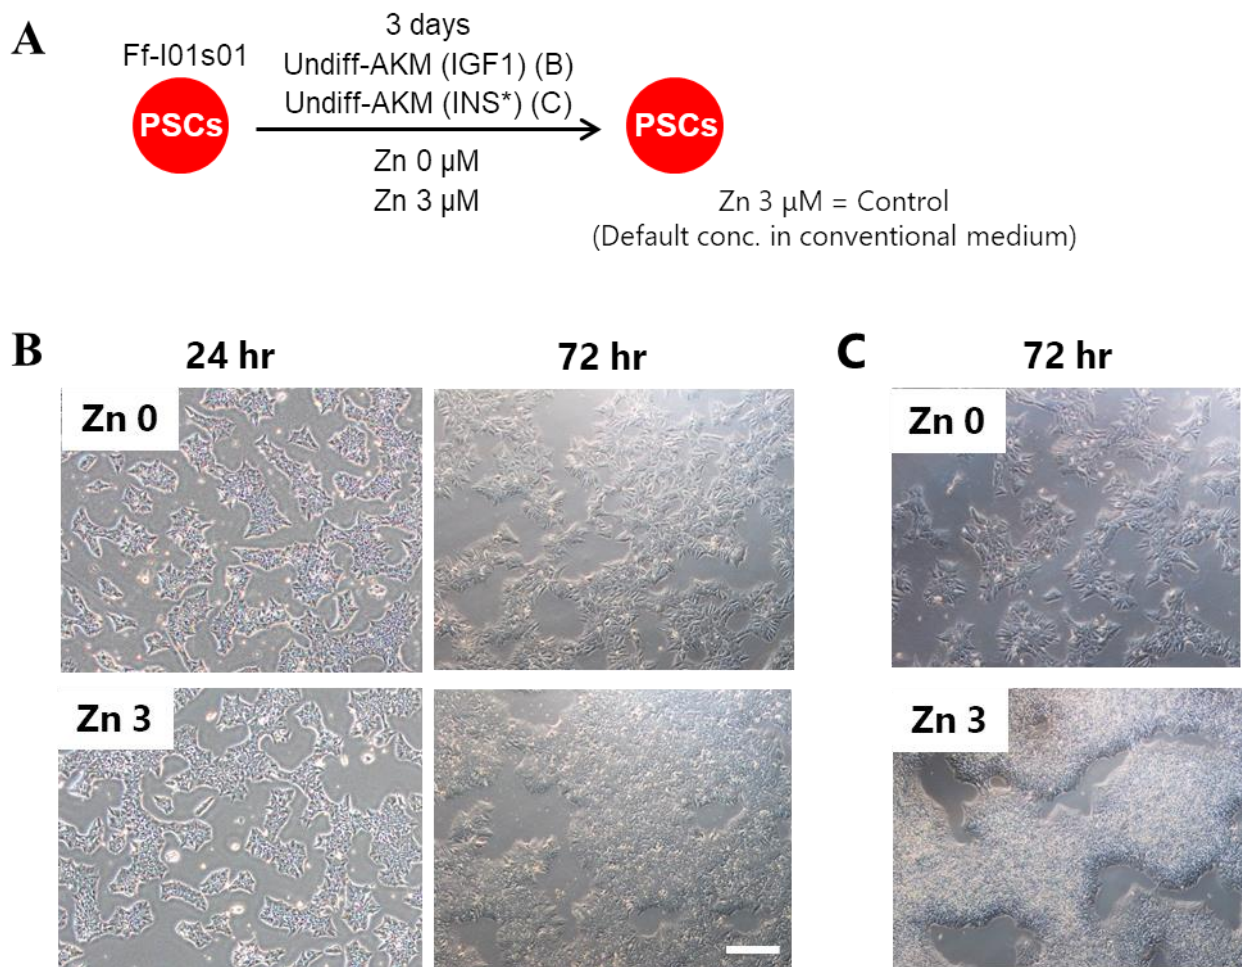 A
Ff-I01s01
PSCs
3 days
Undiff-AKM (IGF1) (B)
Undiff-AKM (INS*) (C)
Zn 0 µM
Zn 3 µM
PSCs
Zn 3 µM = Control
(Default conc. in conventional medium)
B
24 hr
72 hr
C
72 hr
Zn 0
Zn 0
Zn 3
Zn 3